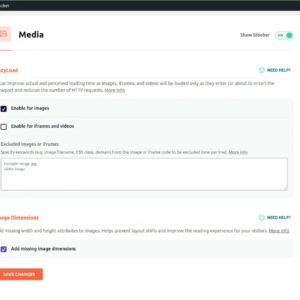 cket
Media
Show Sidebar
ON
zyLoad
NEED HELP?
can improve actual and perceived loading time as images, iframes, and videos will be loaded only as they enter (or about to enter) the
ewport and reduces the number of HTTP requests. More info
Enable for images
Enable for iframes and videos
Excluded images or iframes
Specify keywords (e.g. image filename, CSS class, domain) from the image or iframe code to be excluded (one per line). More info
example-image.jpg
slider-image
age Dimensions
NEED HELP?
dd missing width and height attributes to images. Helps prevent layout shifts and improve the reading experience for your visitors. More info
Add missing image dimensions
SAVE CHANGES